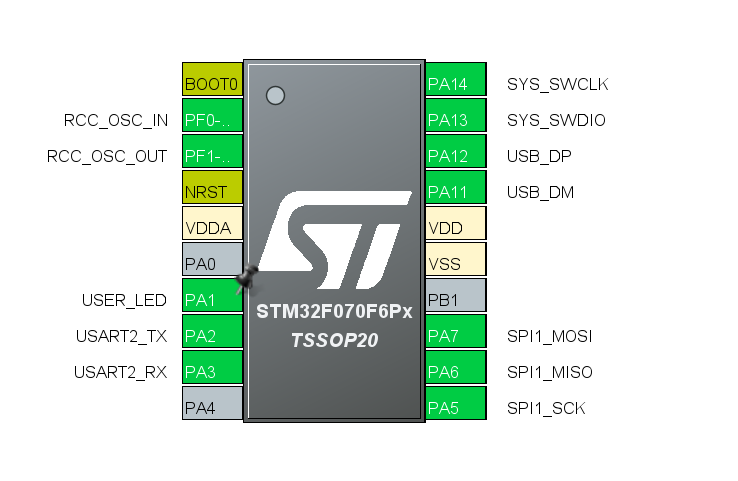 BOOT0 PA14 SYS_SWCLK
RCC_OSC_IN PF0-.. PA13 SYS_SWDIO
RCC_OSC_OUT PF1-.. PA12 USB_DP
NRST PA11 USB_DM
VDDA VDD
PA0 VSS
USER_LED PA1 PB1
STM32F070F6Px
USART2_TX PA2 PA7 SPI1_MOSI
TSSOP20
USART2_RX PA3 PA6 SPI1_MISO
PA4 PA5 SPI1_SCK